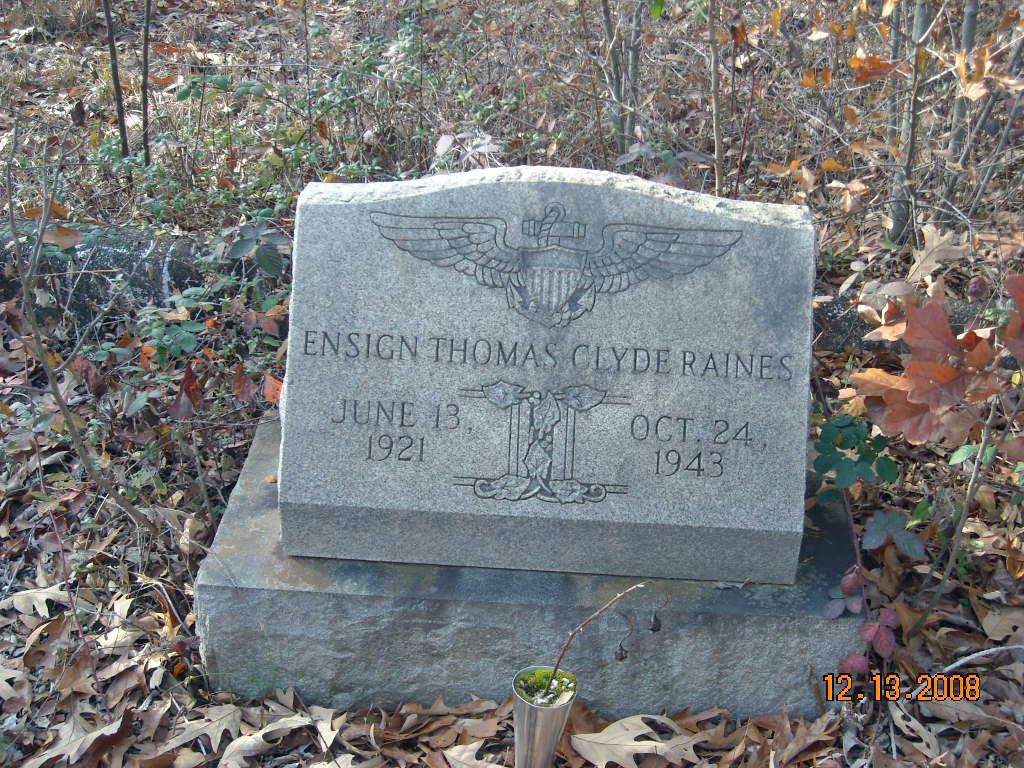 ENSIGN THOMAS CLYDE RAINES
JUNE 13,
1921
OCT. 24,
1943
12.13.2008